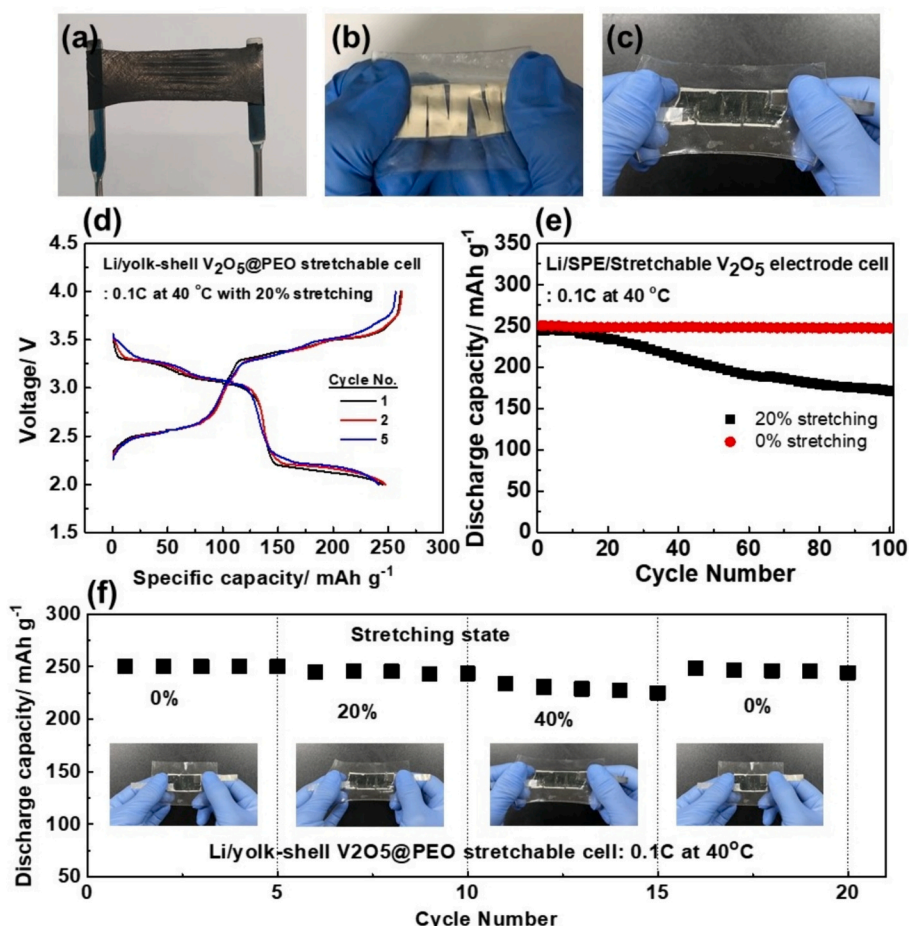 (a)
(b)
(c)
(d)
4.5
4.0
3.5
3.0
2.5
2.0
1.5
Voltage/ V
Li/yolk-shell V₂O₅@PEO stretchable cell
: 0.1C at 40 °C with 20% stretching
Cycle No.
1
2
5
0 50 100 150 200 250 300
Specific capacity/ mAh g⁻¹
(e)
350
300
250
200
150
100
50
0
Discharge capacity/ mAh g⁻¹
Li/SPE/Stretchable V₂O₅ electrode cell
: 0.1C at 40 °C
20% stretching
0% stretching
0 20 40 60 80 100
Cycle Number
(f)
300
250
200
150
100
50
Discharge capacity/ mAh g⁻¹
Stretching state
0%
20%
40%
0%
Li/yolk-shell V2O5@PEO stretchable cell: 0.1C at 40°C
0 5 10 15 20
Cycle Number